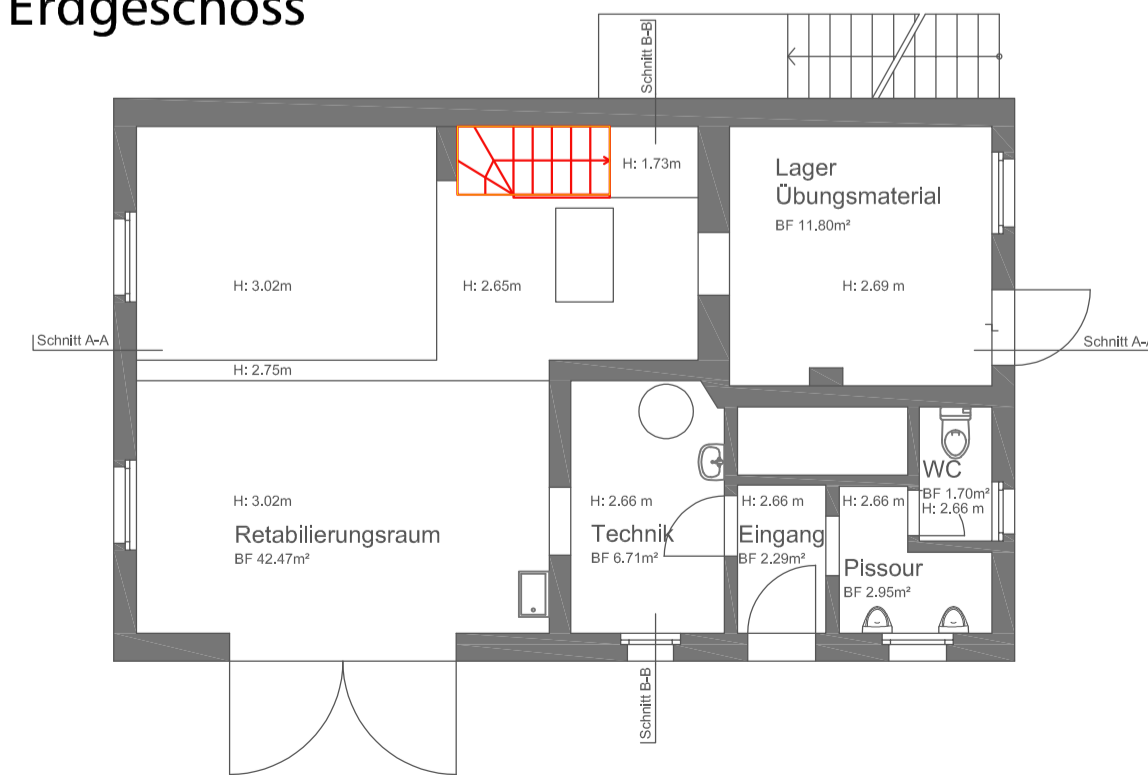 Erdgeschoss
Schnitt B-B
H: 1.73m
Lager
Übungsmaterial
BF 11.80m²
H: 3.02m
H: 2.65m
H: 2.69 m
Schnitt A-A
Schnitt A-A
H: 2.75m
WC
BF 1.70m²
H: 2.66 m
H: 3.02m
Retabilierungsraum
BF 42.47m²
H: 2.66 m
Technik
BF 6.71m²
H: 2.66 m
Eingang
BF 2.29m²
H: 2.66 m
Pissour
BF 2.95m²
Schnitt B-B